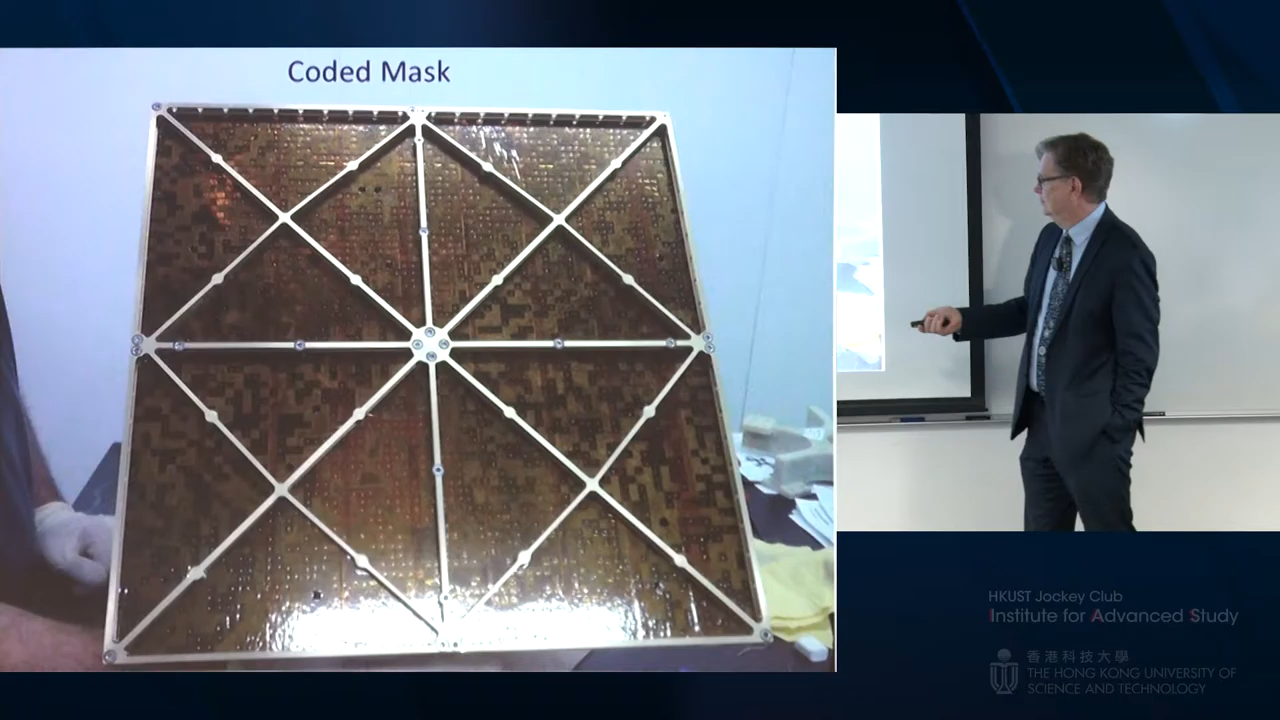 Coded Mask
HKUST Jockey Club
Institute for Advanced Study
香港科技大學
THE HONG KONG UNIVERSITY OF
SCIENCE AND TECHNOLOGY